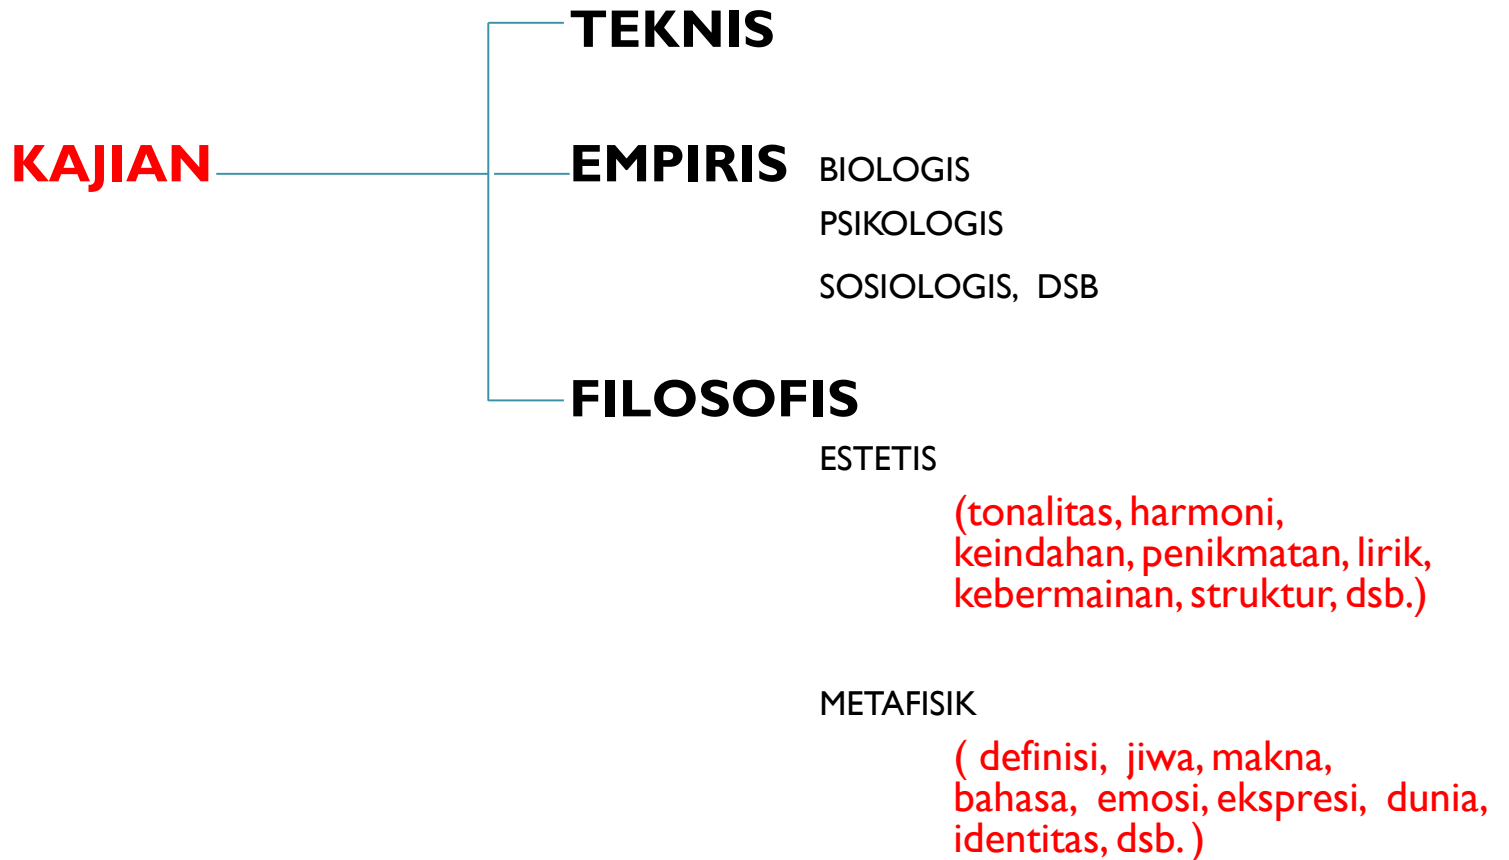 TEKNIS
KAJIAN
EMPIRIS BIOLOGIS
PSIKOLOGIS
SOSIOLOGIS, DSB
FILOSOFIS
ESTETIS
(tonalitas, harmoni,
keindahan, penikmatan, lirik,
kebermainan, struktur, dsb.)
METAFISIK
( definisi, jiwa, makna,
bahasa, emosi, ekspresi, dunia,
identitas, dsb. )